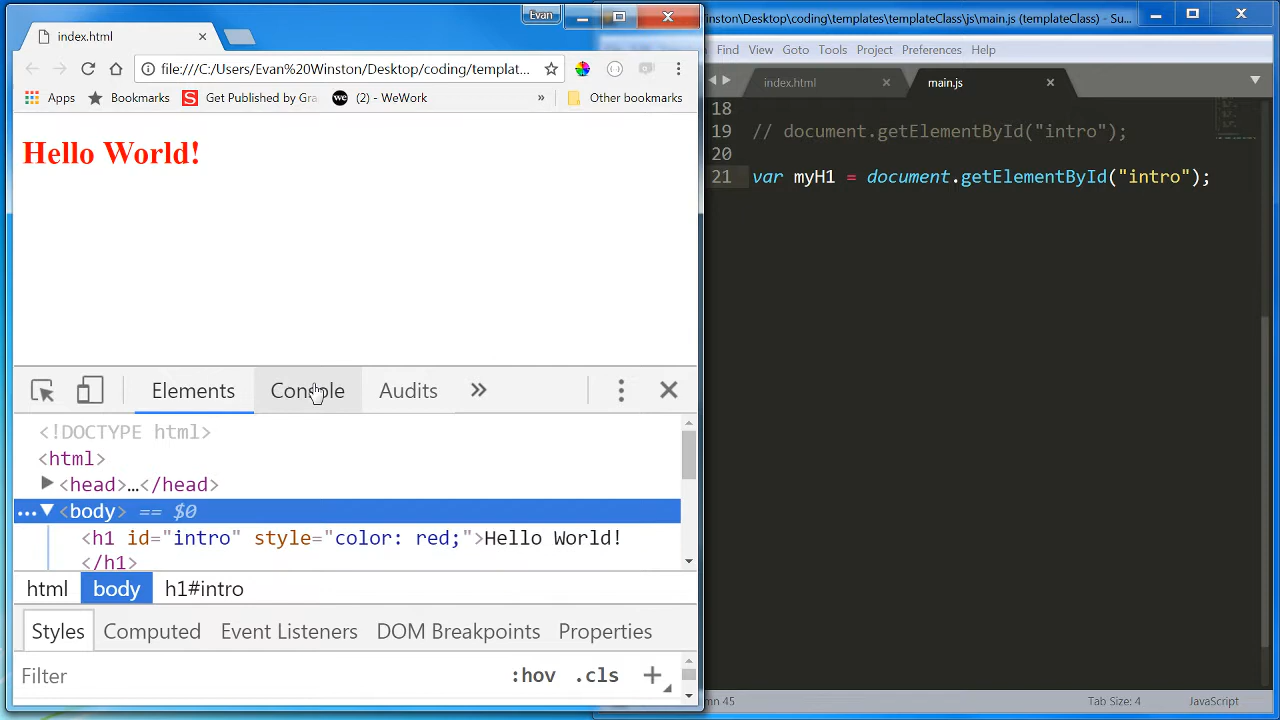 Evan
index.html
file:///C:/Users/Evan%20Winston/Desktop/coding/templat...
Apps
Bookmarks
S
Get Published by Gra
we
(2) - WeWork
»
Other bookmarks
Hello World!
Elements
Console
Audits
<!DOCTYPE html>
<html>
<head>…</head>
…<body> == $0
<h1 id="intro" style="color: red;">Hello World!
</h1>
html
body
h1#intro
Styles
Computed
Event Listeners
DOM Breakpoints
Properties
Filter
:hov
.cls
+
inston\Desktop\coding\templates\templateClass\js\main.js (templateClass) - Su...
Find
View
Goto
Tools
Project
Preferences
Help
index.html
main.js
18
19 // document.getElementById("intro");
20
21 var myH1 = document.getElementById("intro");
mn 45
Tab Size: 4
JavaScript